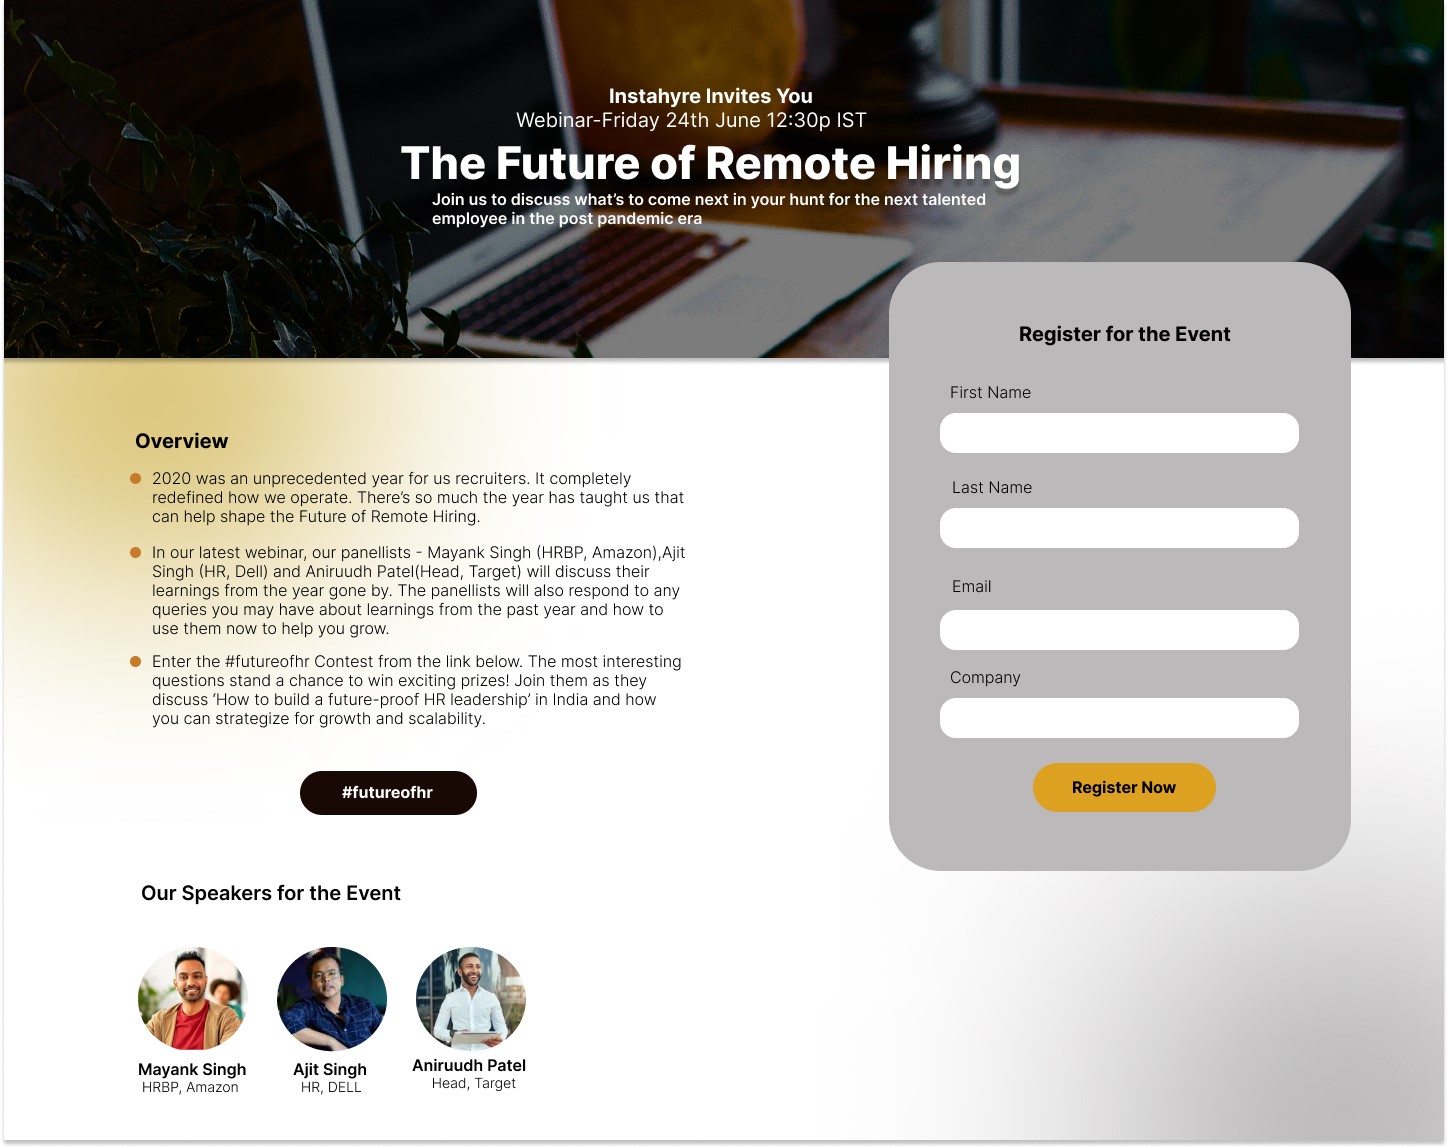 Instahyre Invites You
Webinar-Friday 24th June 12:30p IST
The Future of Remote Hiring
Join us to discuss what’s to come next in your hunt for the next talented
employee in the post pandemic era
Overview
2020 was an unprecedented year for us recruiters. It completely
redefined how we operate. There’s so much the year has taught us that
can help shape the Future of Remote Hiring.
In our latest webinar, our panellists - Mayank Singh (HRBP, Amazon),Ajit
Singh (HR, Dell) and Aniruudh Patel(Head, Target) will discuss their
learnings from the year gone by. The panellists will also respond to any
queries you may have about learnings from the past year and how to
use them now to help you grow.
Enter the #futureofhr Contest from the link below. The most interesting
questions stand a chance to win exciting prizes! Join them as they
discuss ‘How to build a future-proof HR leadership’ in India and how
you can strategize for growth and scalability.
#futureofhr
Register for the Event
First Name
Last Name
Email
Company
Register Now
Our Speakers for the Event
Mayank Singh
HRBP, Amazon
Ajit Singh
HR, DELL
Aniruudh Patel
Head, Target